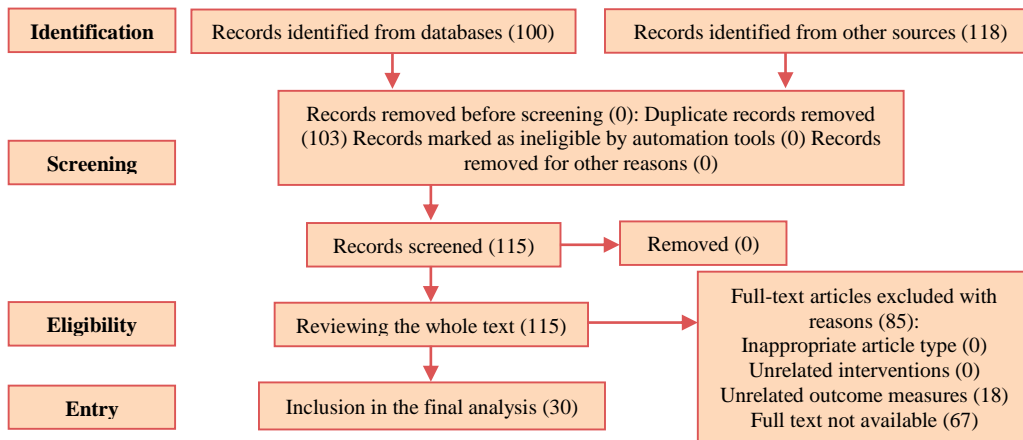 Identification
Records identified from databases (100)
Records identified from other sources (118)
Records removed before screening (0): Duplicate records removed
(103) Records marked as ineligible by automation tools (0) Records
removed for other reasons (0)
Screening
Records screened (115)
Removed (0)
Eligibility
Reviewing the whole text (115)
Full-text articles excluded with
reasons (85):
Inappropriate article type (0)
Unrelated interventions (0)
Unrelated outcome measures (18)
Full text not available (67)
Entry
Inclusion in the final analysis (30)